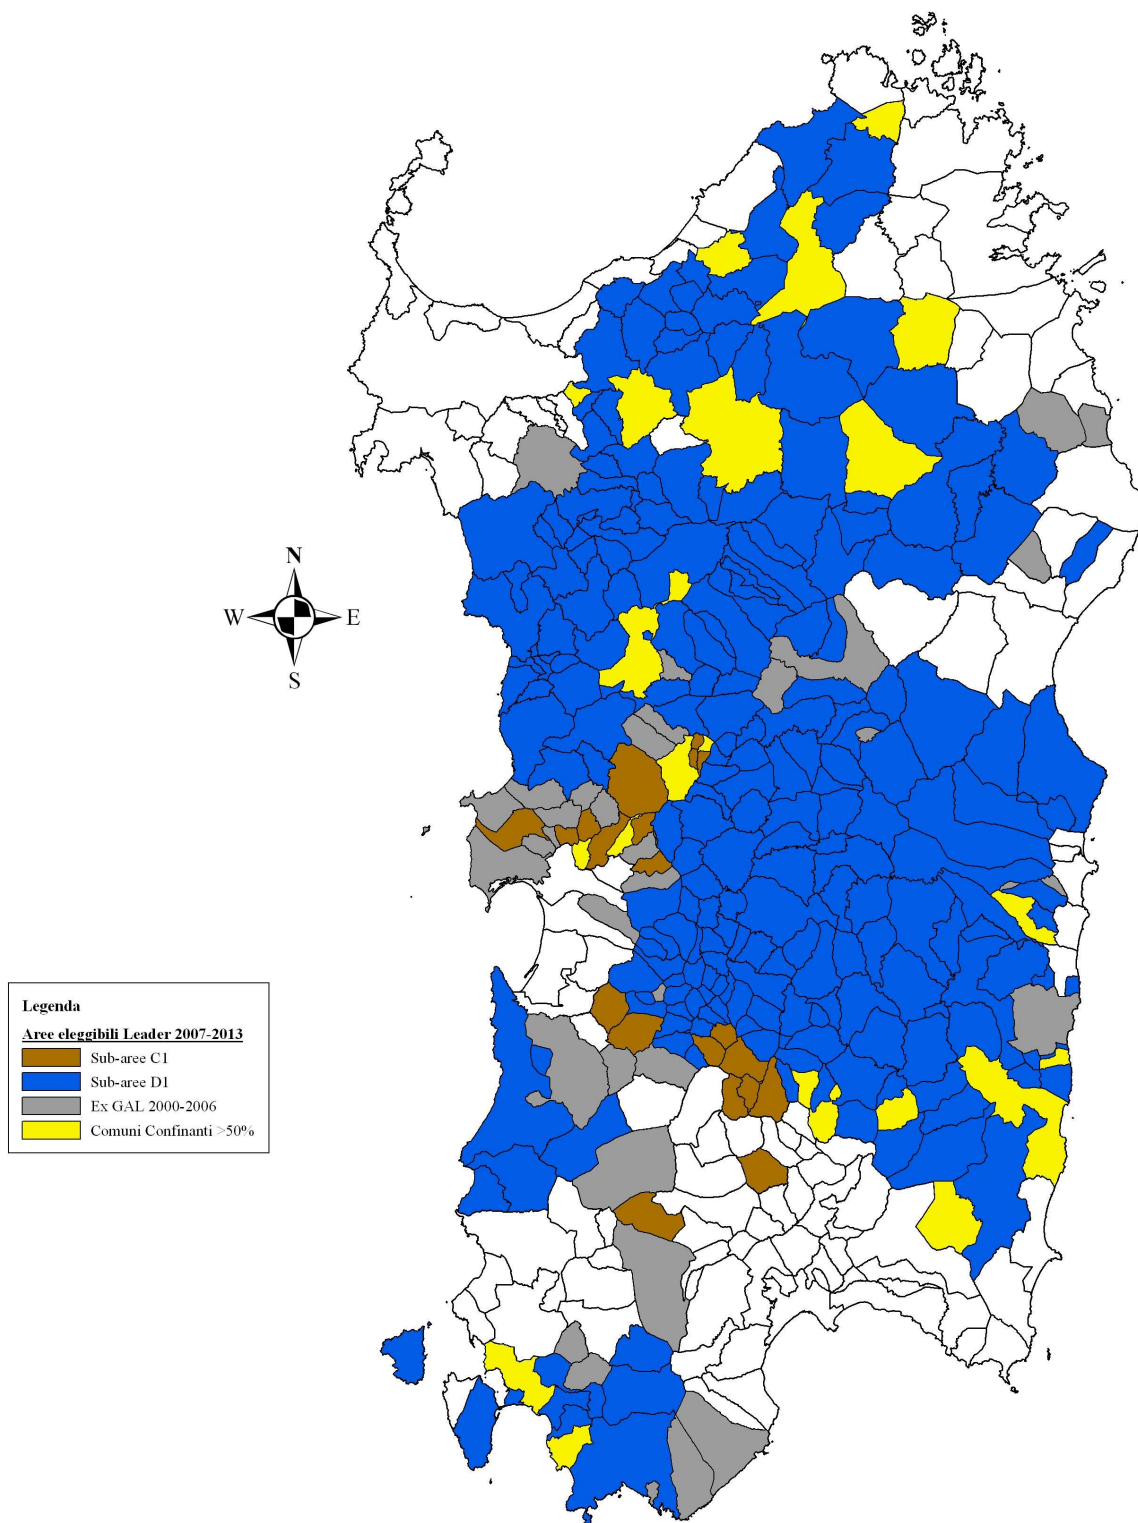 N
W
E
S
Legenda
Aree eleggibili Leader 2007-2013
Sub-aree C1
Sub-aree D1
Ex GAL 2000-2006
Comuni Confinanti >50%